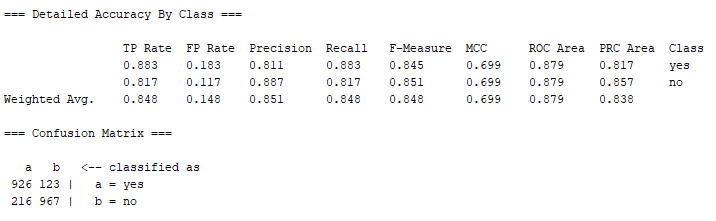 === Detailed Accuracy By Class ===
TP Rate FP Rate Precision Recall F-Measure MCC ROC Area PRC Area Class
0.883 0.183 0.811 0.883 0.845 0.699 0.879 0.817 yes
0.817 0.117 0.887 0.817 0.851 0.699 0.879 0.857 no
Weighted Avg. 0.848 0.148 0.851 0.848 0.848 0.699 0.879 0.838
=== Confusion Matrix ===
a b <-- classified as
926 123 | a = yes
216 967 | b = no